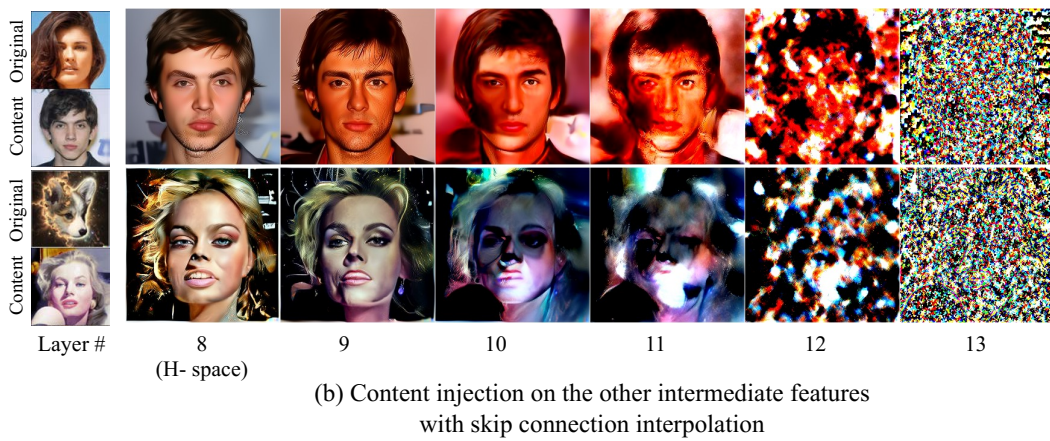 Original
Content
Original
Content
Layer # 8 9 10 11 12 13
(H- space)
(b) Content injection on the other intermediate features
with skip connection interpolation